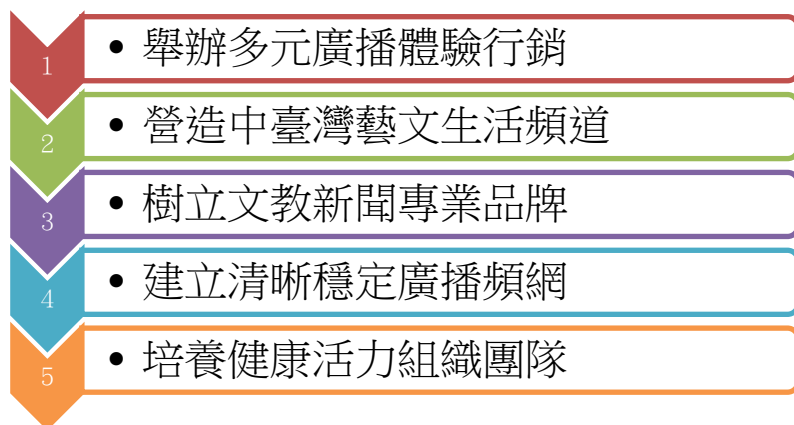 1
• 舉辦多元廣播體驗行銷
2
• 營造中臺灣藝文生活頻道
3
• 樹立文教新聞專業品牌
4
• 建立清晰穩定廣播頻網
5
• 培養健康活力組織團隊